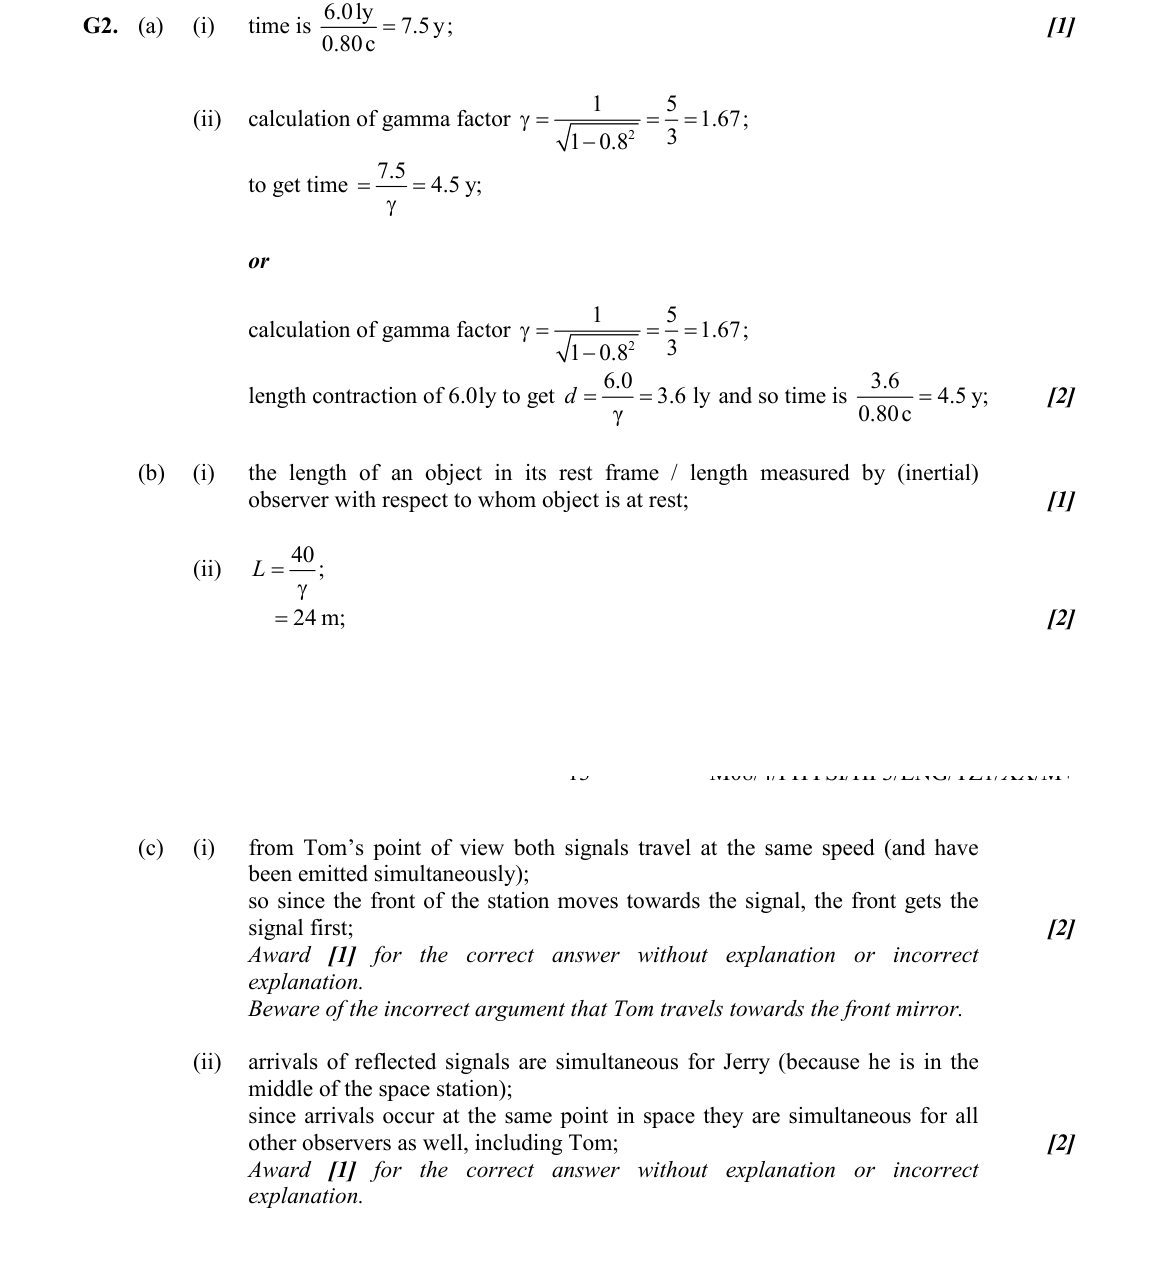 G2. (a) (i) time is 6.0 ly / 0.80 c = 7.5 y; [1]
(ii) calculation of gamma factor γ = 1 / √1 − 0.8² = 5 / 3 = 1.67;
to get time = 7.5 / γ = 4.5 y;
or
calculation of gamma factor γ = 1 / √1 − 0.8² = 5 / 3 = 1.67;
length contraction of 6.0ly to get d = 6.0 / γ = 3.6 ly and so time is 3.6 / 0.80 c = 4.5 y; [2]
(b) (i) the length of an object in its rest frame / length measured by (inertial)
observer with respect to whom object is at rest; [1]
(ii) L = 40 / γ ;
= 24 m; [2]
(c) (i) from Tom’s point of view both signals travel at the same speed (and have
been emitted simultaneously);
so since the front of the station moves towards the signal, the front gets the
signal first; [2]
Award [1] for the correct answer without explanation or incorrect
explanation.
Beware of the incorrect argument that Tom travels towards the front mirror.
(ii) arrivals of reflected signals are simultaneous for Jerry (because he is in the
middle of the space station);
since arrivals occur at the same point in space they are simultaneous for all
other observers as well, including Tom; [2]
Award [1] for the correct answer without explanation or incorrect
explanation.